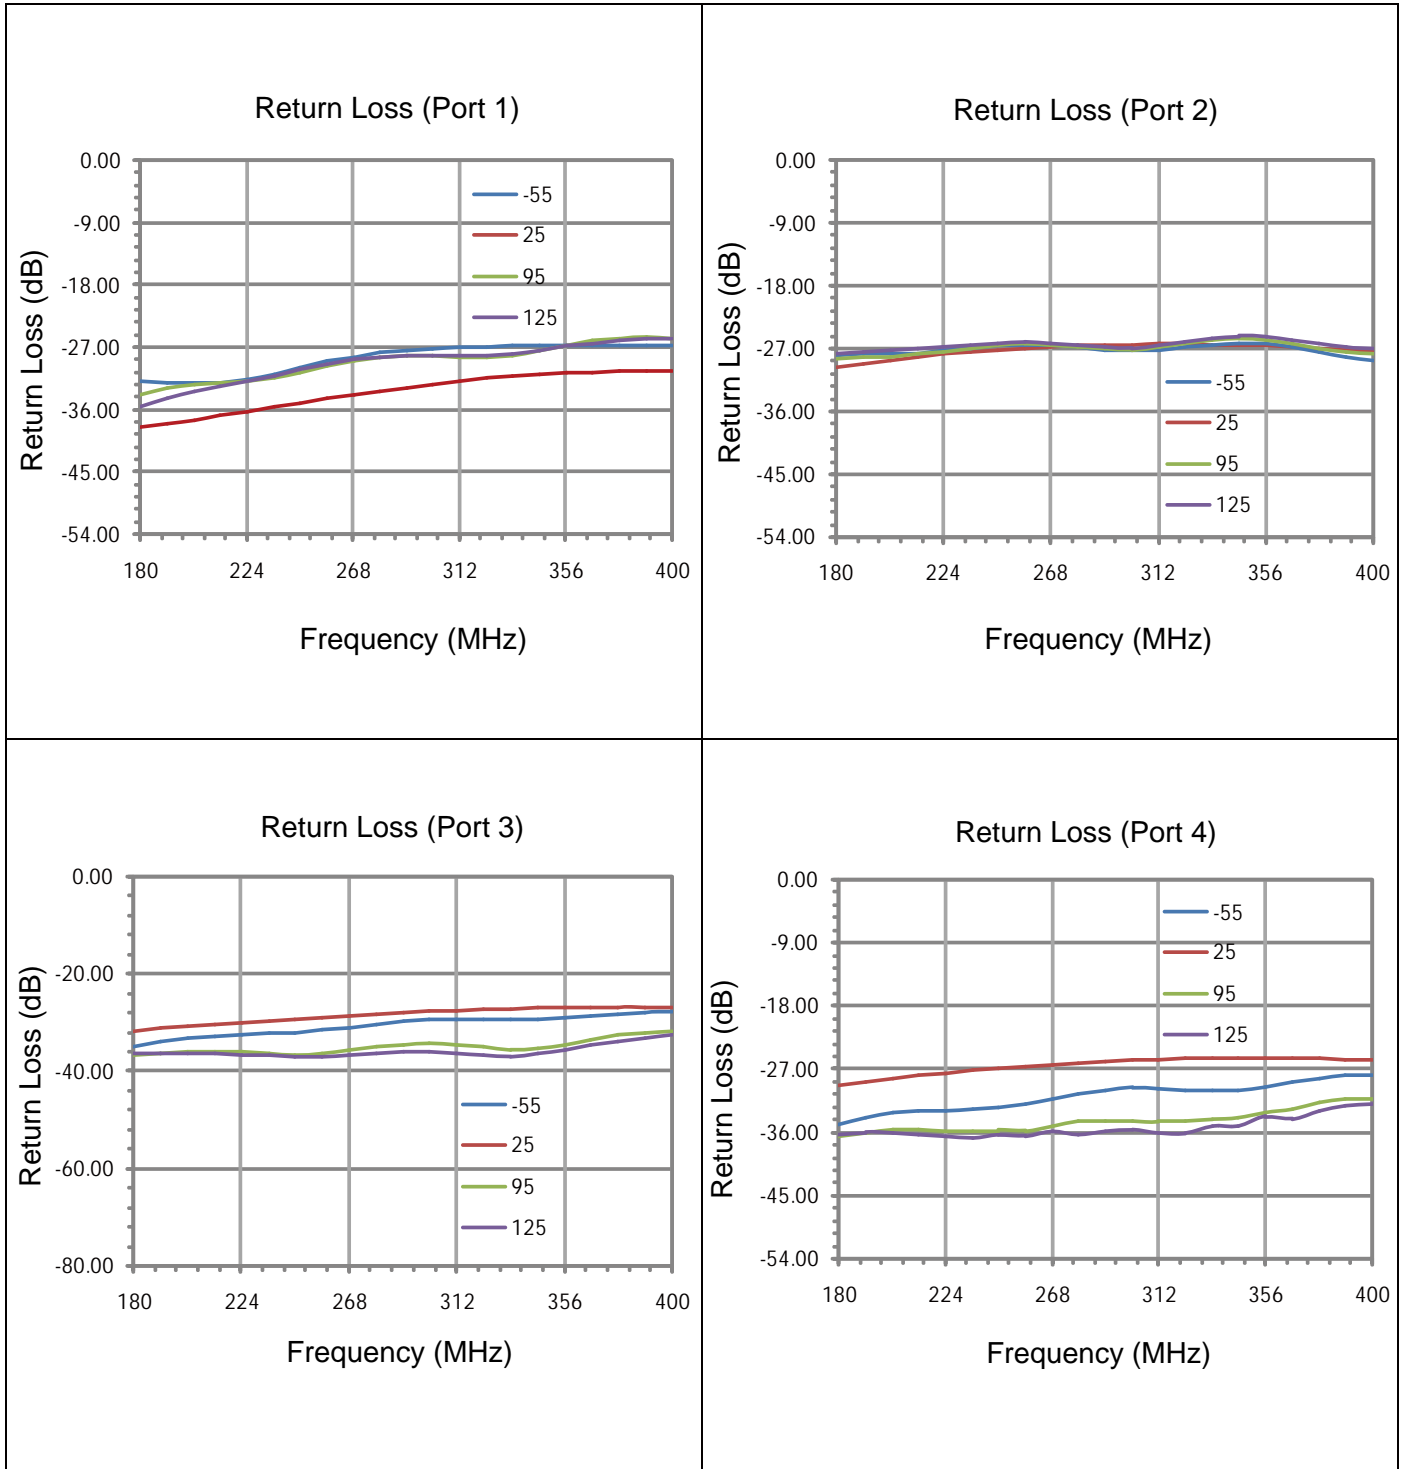 Return Loss (Port 1)
Return Loss (dB)
0.00
-9.00
-18.00
-27.00
-36.00
-45.00
-54.00
-55
25
95
125
180 224 268 312 356 400
Frequency (MHz)
Return Loss (Port 2)
Return Loss (dB)
0.00
-9.00
-18.00
-27.00
-36.00
-45.00
-54.00
-55
25
95
125
180 224 268 312 356 400
Frequency (MHz)
Return Loss (Port 3)
Return Loss (dB)
0.00
-20.00
-40.00
-60.00
-80.00
-55
25
95
125
180 224 268 312 356 400
Frequency (MHz)
Return Loss (Port 4)
Return Loss (dB)
0.00
-9.00
-18.00
-27.00
-36.00
-45.00
-54.00
-55
25
95
125
180 224 268 312 356 400
Frequency (MHz)